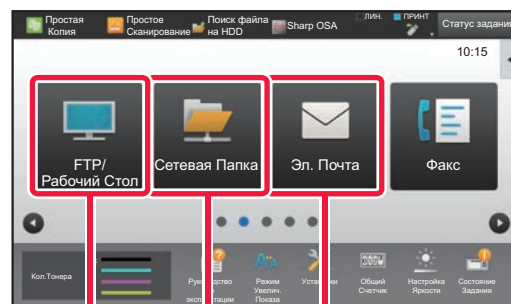 Простая
Копия
Простое
Сканирование
Поиск файла
на HDD
Sharp OSA
ЛИН.
ПРИНТ
Статус задания
10:15
FTP/
Рабочий Стол
Сетевая Папка
Эл. Почта
Факс
Кол.Тонера
Режим
Увелич.
Показа
Общий
Счетчик
Настройка
Яркости
Состояние
Задания